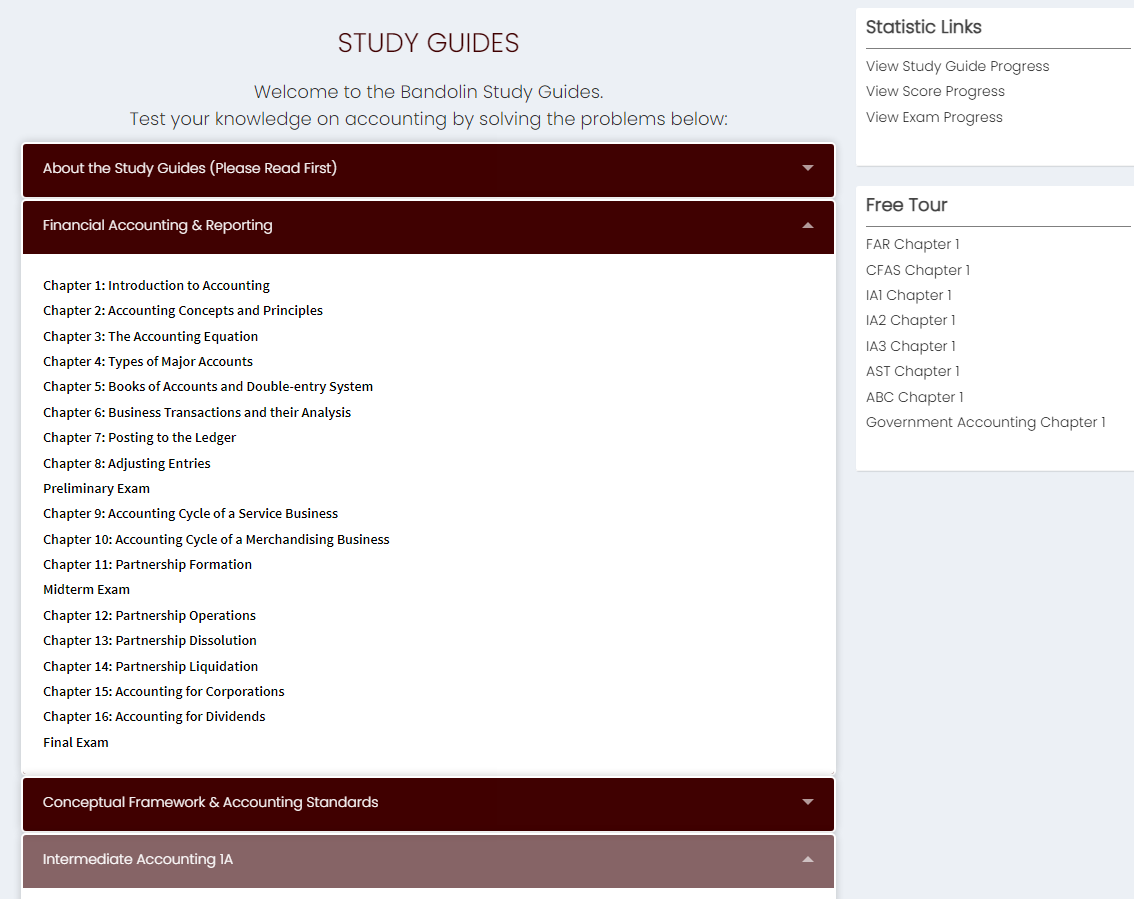 STUDY GUIDES
Welcome to the Bandolin Study Guides.
Test your knowledge on accounting by solving the problems below:
About the Study Guides (Please Read First)
Financial Accounting & Reporting
Chapter 1: Introduction to Accounting
Chapter 2: Accounting Concepts and Principles
Chapter 3: The Accounting Equation
Chapter 4: Types of Major Accounts
Chapter 5: Books of Accounts and Double-entry System
Chapter 6: Business Transactions and their Analysis
Chapter 7: Posting to the Ledger
Chapter 8: Adjusting Entries
Preliminary Exam
Chapter 9: Accounting Cycle of a Service Business
Chapter 10: Accounting Cycle of a Merchandising Business
Chapter 11: Partnership Formation
Midterm Exam
Chapter 12: Partnership Operations
Chapter 13: Partnership Dissolution
Chapter 14: Partnership Liquidation
Chapter 15: Accounting for Corporations
Chapter 16: Accounting for Dividends
Final Exam
Conceptual Framework & Accounting Standards
Intermediate Accounting 1A
Statistic Links
View Study Guide Progress
View Score Progress
View Exam Progress
Free Tour
FAR Chapter 1
CFAS Chapter 1
IA1 Chapter 1
IA2 Chapter 1
IA3 Chapter 1
AST Chapter 1
ABC Chapter 1
Government Accounting Chapter 1